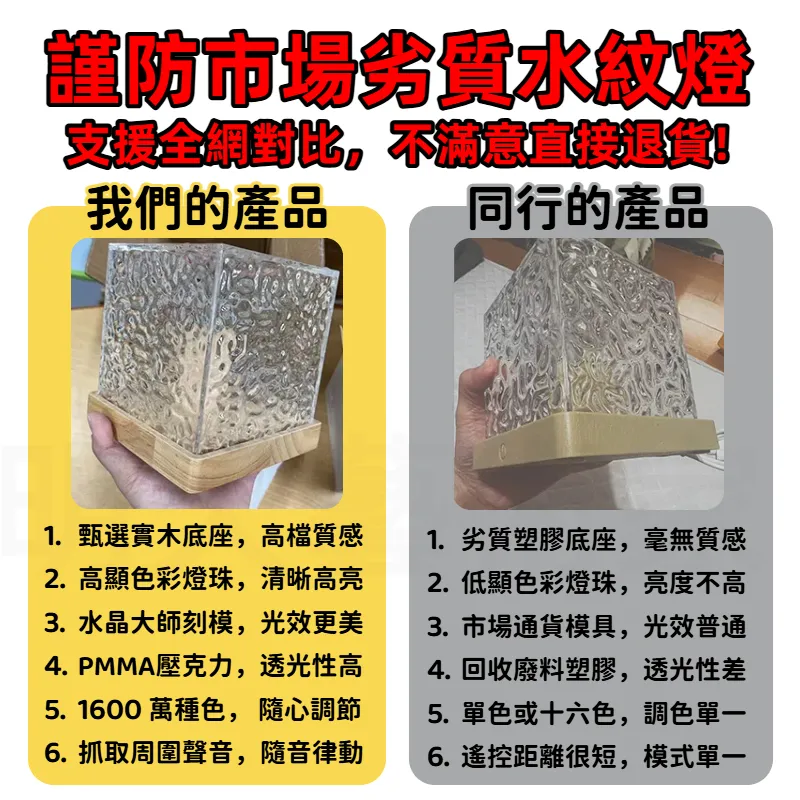 謹防市場劣質水紋燈
支援全網對比，不滿意直接退貨!
我們的產品
1. 甄選實木底座，高檔質感
2. 高顯色彩燈珠，清晰高亮
3. 水晶大師刻模，光效更美
4. PMMA壓克力，透光性高
5. 1600 萬種色， 隨心調節
6. 抓取周圍聲音，隨音律動
同行的產品
1. 劣質塑膠底座，毫無質感
2. 低顯色彩燈珠，亮度不高
3. 市場通貨模具，光效普通
4. 回收廢料塑膠，透光性差
5. 單色或十六色，調色單一
6. 遙控距離很短，模式單一